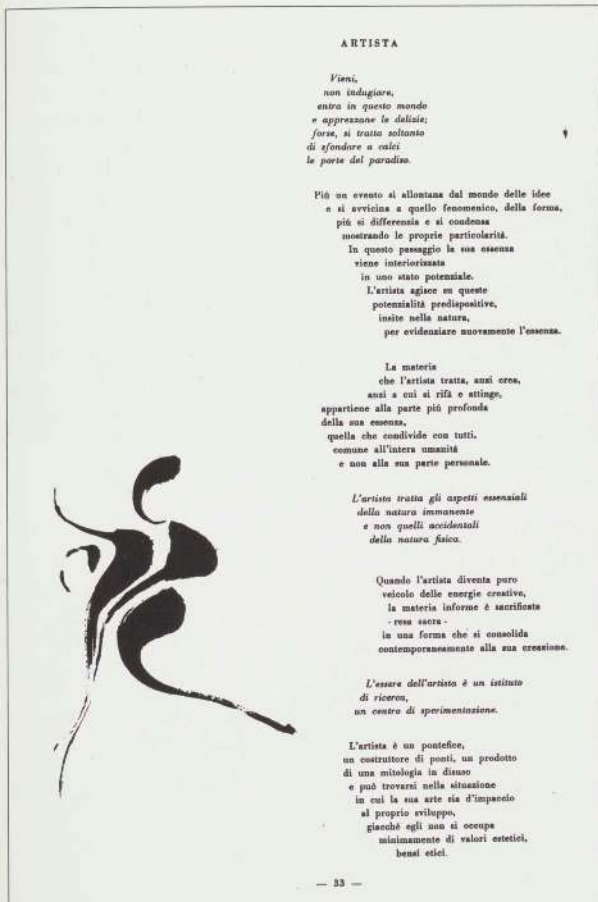 ARTISTA
Vieni,
non indugiare,
entra in questo mondo
e apprezzane le delizie;
forse, si tratta soltanto
di sfondare a calci
le porte del paradiso.
Più un evento si allontana dal mondo delle idee
e si avvicina a quello fenomenico, della forma,
più si differenzia e si condensa
mostrando le proprie particolarità.
In questo passaggio la sua essenza
viene interiorizzata
in uno stato potenziale.
L'artista agisce su queste
potenzialità predispositive,
insite nella natura,
per evidenziare nuovamente l'essenza.
La materia
che l'artista tratta, anzi crea,
anzi a cui si rifà e attinge,
appartiene alla parte più profonda
della sua essenza,
quella che condivide con tutti,
comune all'intera umanità
e non alla sua parte personale.
L'artista tratta gli aspetti essenziali
della natura immanente
e non quelli accidentali
della natura fisica.
Quando l'artista diventa puro
veicolo delle energie creative,
la materia informe è sacrificata
- resa sacra -
in una forma che si consolida
contemporaneamente alla sua creazione.
L'essere dell'artista è un istituto
di ricerca,
un centro di sperimentazione.
L'artista è un pontefice,
un costruttore di ponti, un prodotto
di una mitologia in disuso
e può trovarsi nella situazione
in cui la sua arte sia d'impaccio
al proprio sviluppo,
giacché egli non si occupa
minimamente di valori estetici,
bensì etici.
— 33 —